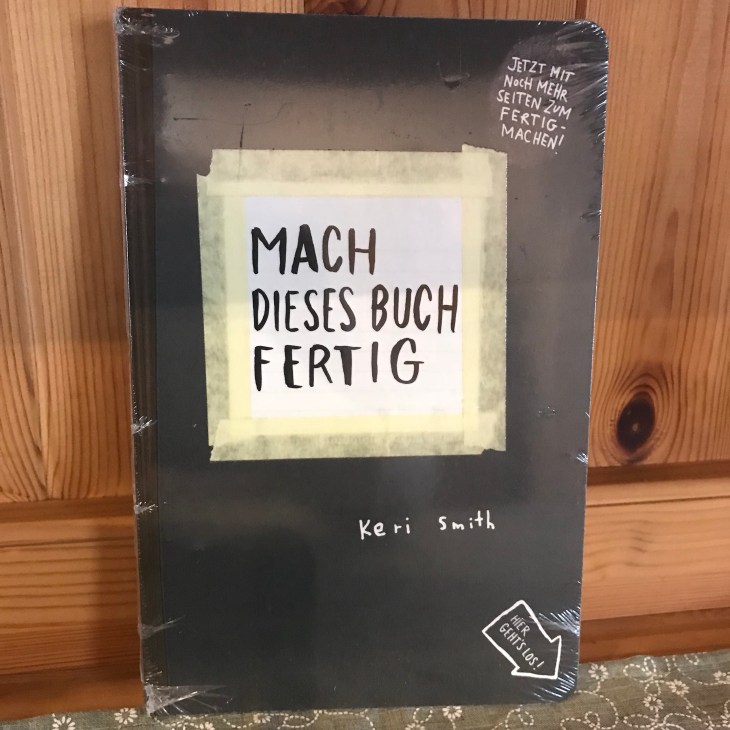 JETZT MIT
NOCH MEHR
SEITEN ZUM
FERTIG-
MACHEN!
MACH
DIESES BUCH
FERTIG
Keri Smith
HIER
GEHT'S LOS!